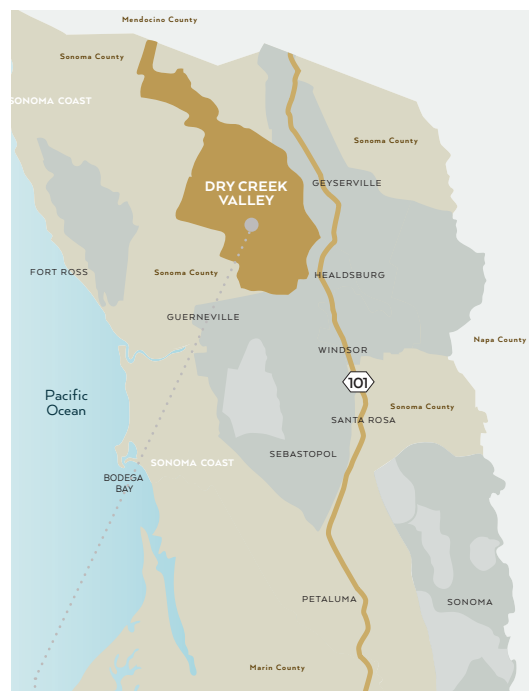 Mendocino County
Sonoma County
SONOMA COAST
Sonoma County
DRY CREEK
VALLEY
GEYSERVILLE
FORT ROSS
Sonoma County
HEALDSBURG
GUERNEVILLE
Napa County
WINDSOR
101
Pacific
Ocean
Sonoma County
SANTA ROSA
SEBASTOPOL
SONOMA COAST
BODEGA
BAY
PETALUMA
SONOMA
Marin County